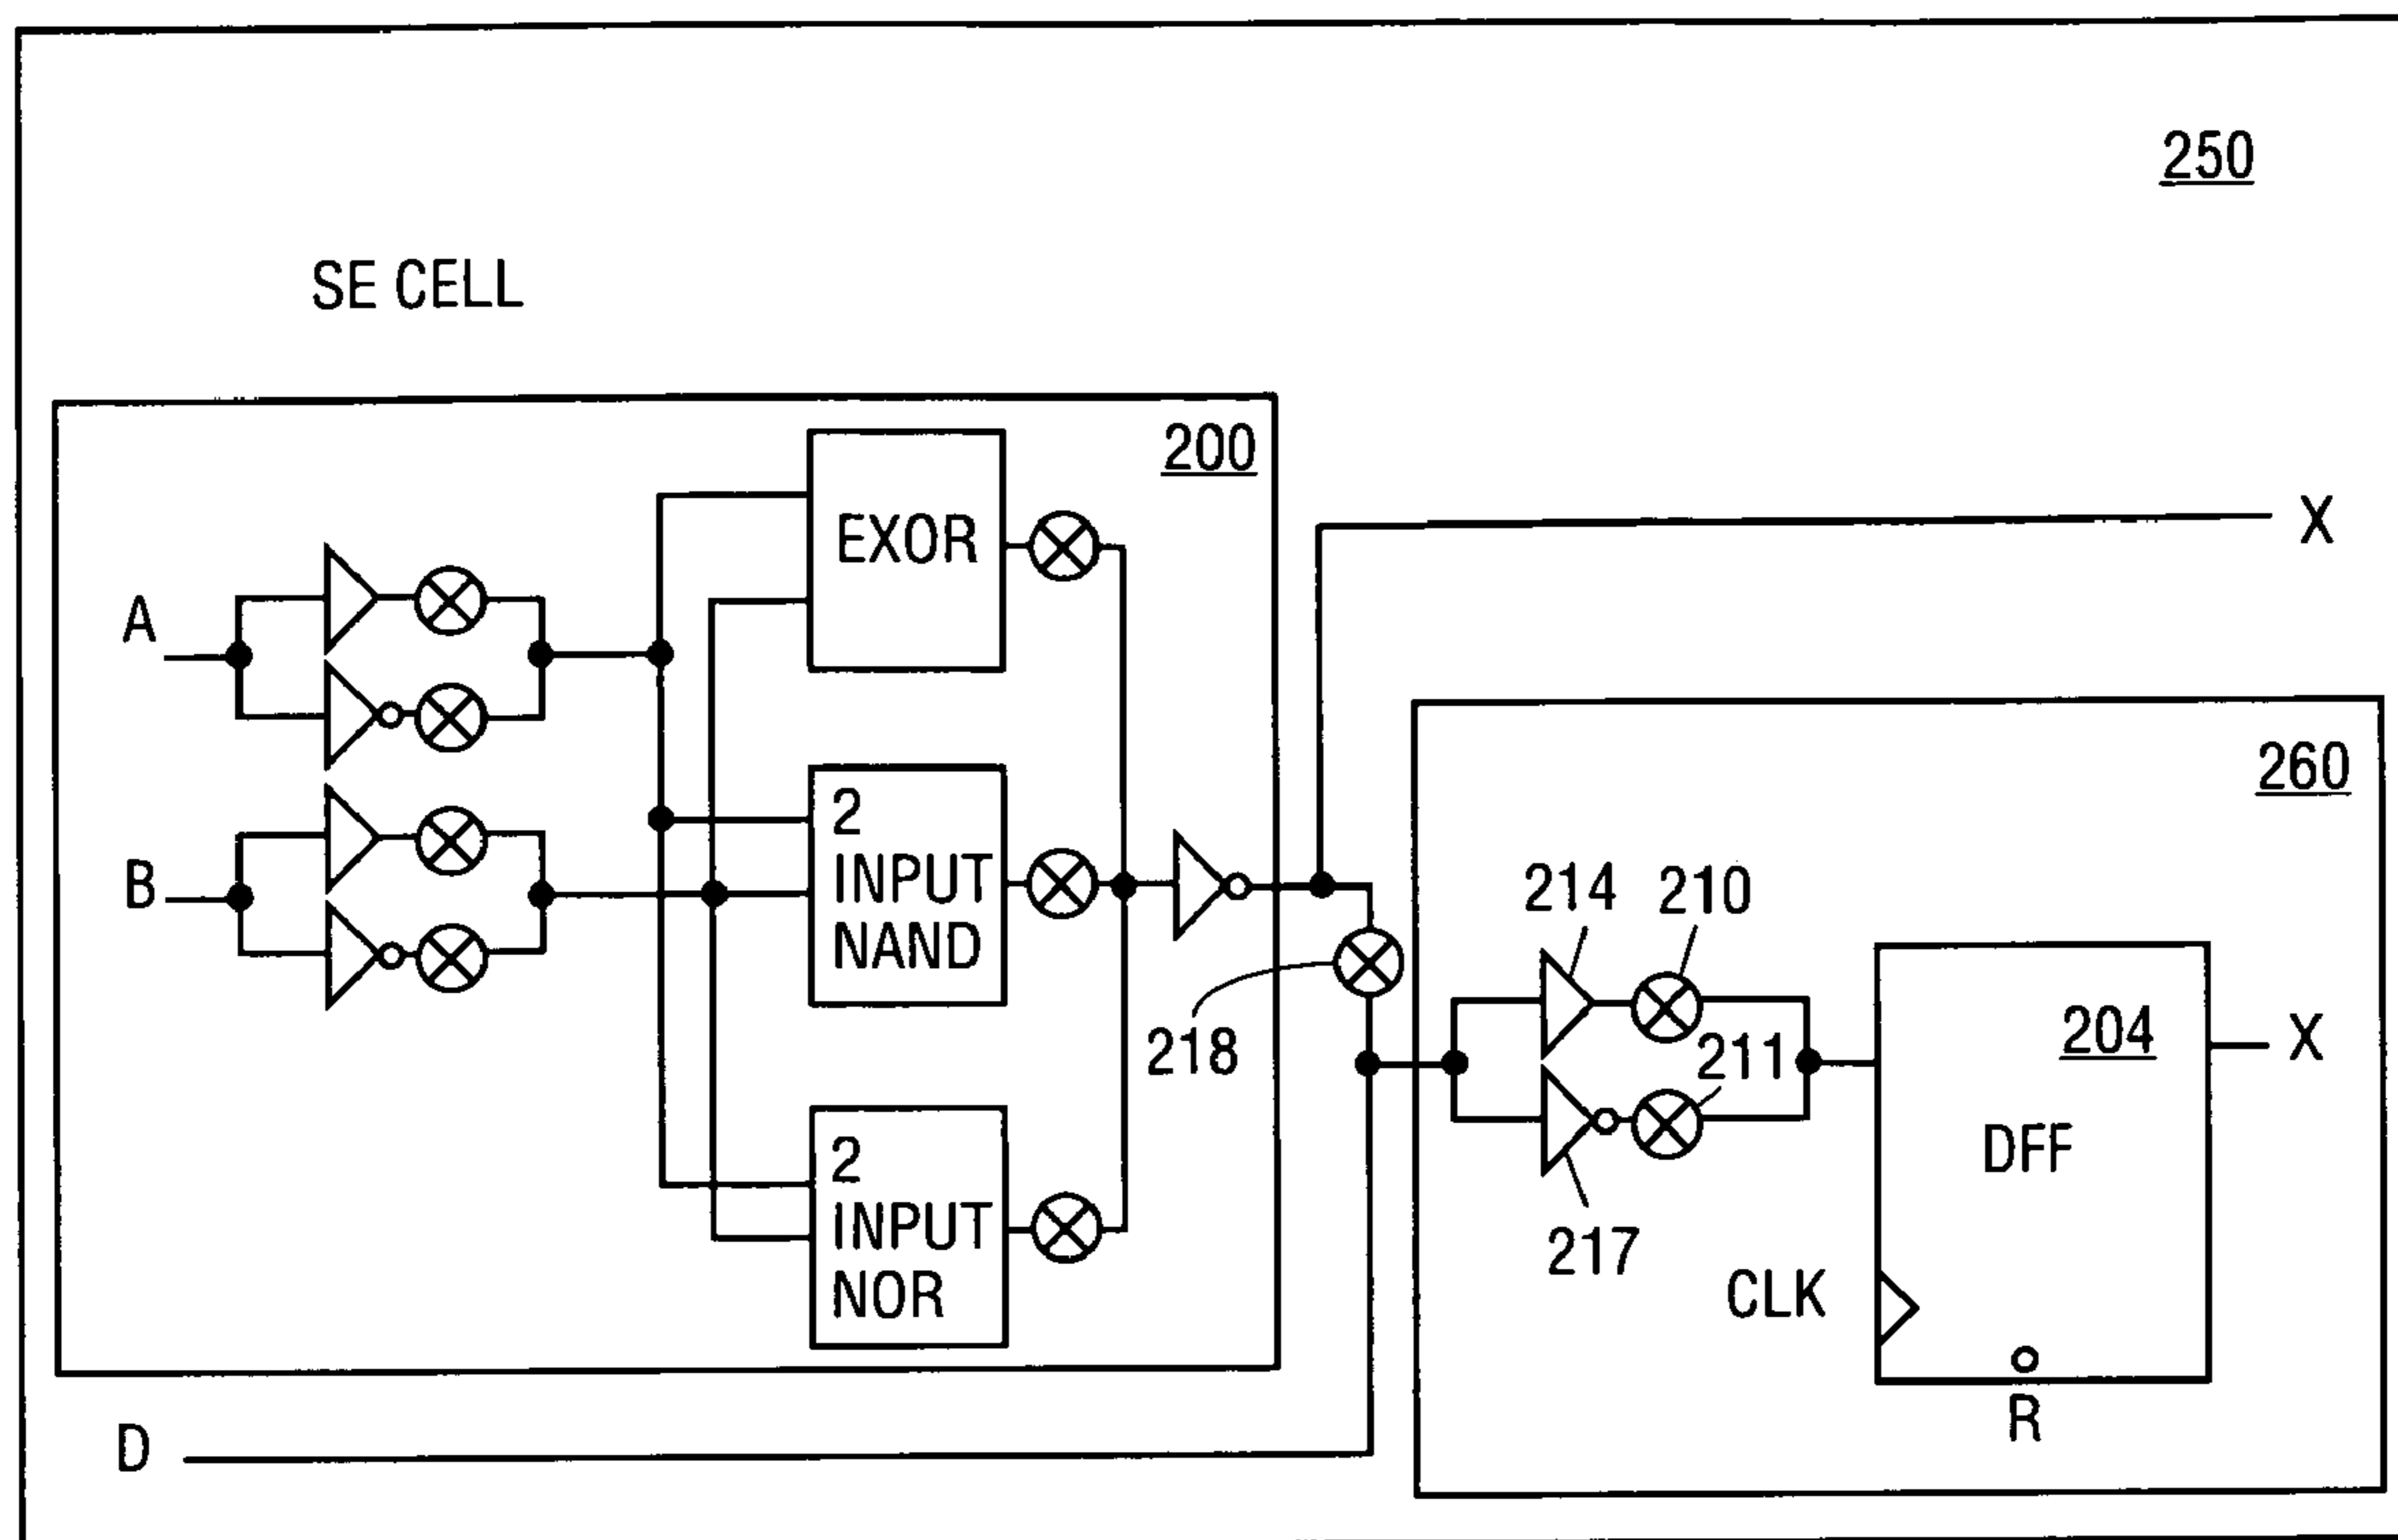 250
SE CELL
200
EXOR
X
A
260
2
INPUT
NAND
B
214
210
218
211
204
X
DFF
2
INPUT
NOR
217
CLK
R
D